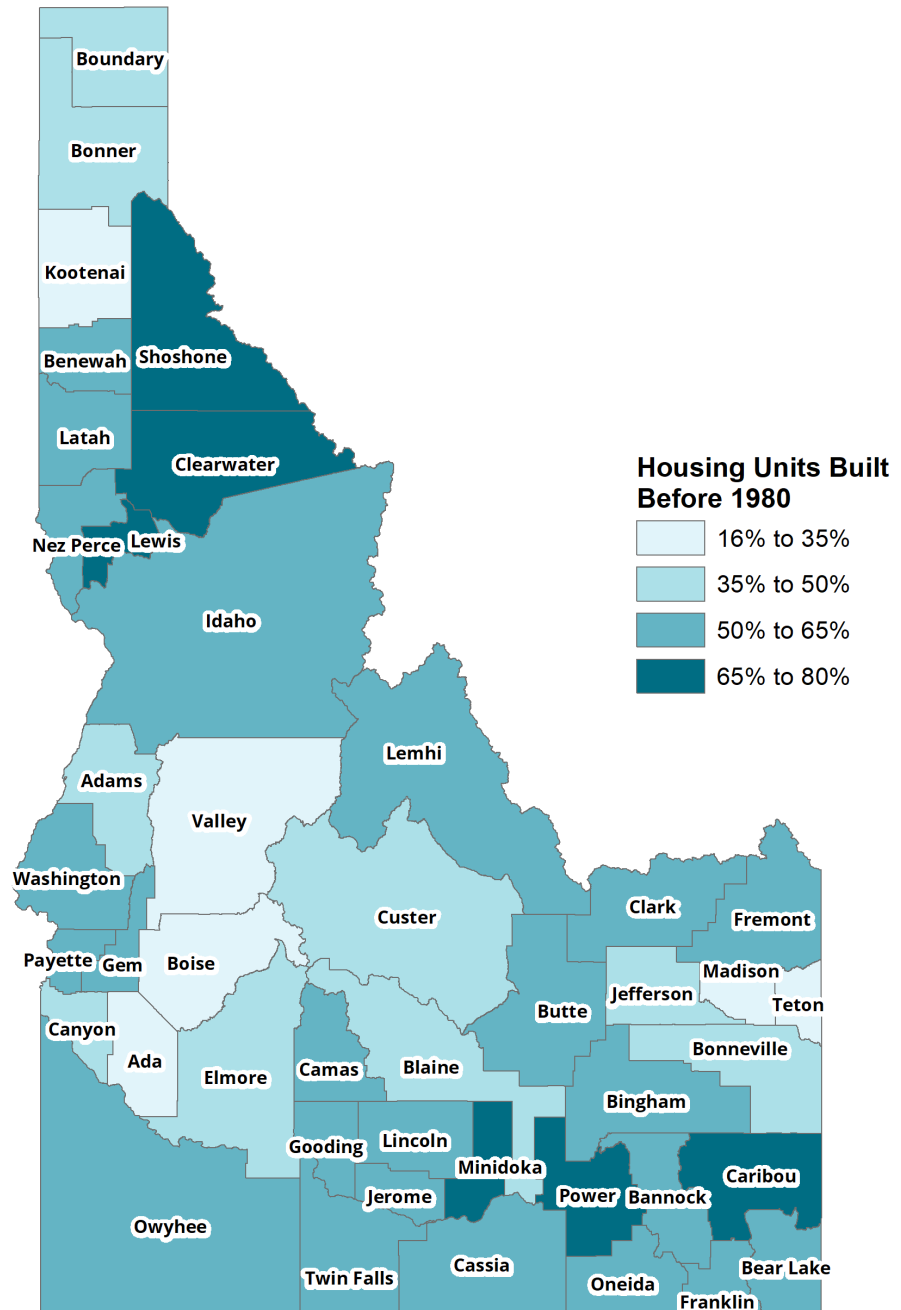 Boundary
Bonner
Kootenai
Benewah
Shoshone
Latah
Clearwater
Housing Units Built
Before 1980
16% to 35%
35% to 50%
50% to 65%
65% to 80%
Nez Perce
Lewis
Idaho
Lemhi
Adams
Valley
Washington
Custer
Clark
Fremont
Payette
Gem
Boise
Madison
Jefferson
Teton
Butte
Canyon
Ada
Elmore
Camas
Blaine
Bonneville
Bingham
Gooding
Lincoln
Minidoka
Jerome
Power
Bannock
Caribou
Owyhee
Twin Falls
Cassia
Oneida
Bear Lake
Franklin